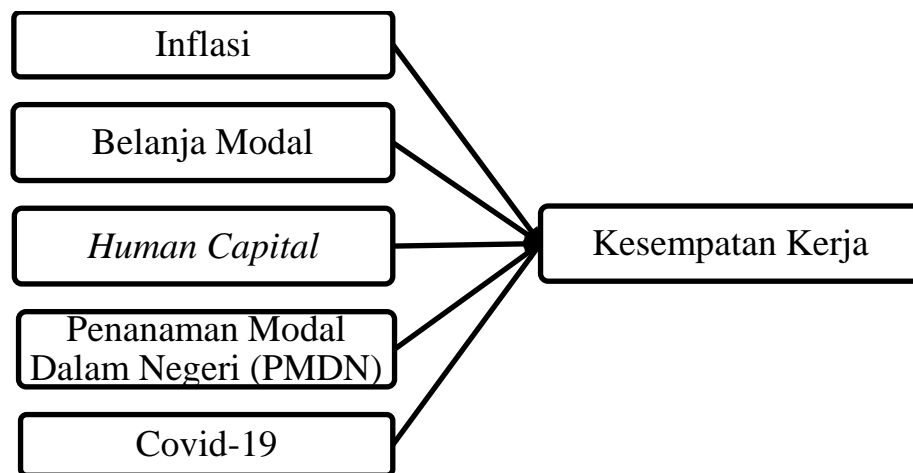 Inflasi
Belanja Modal
Human Capital
Kesempatan Kerja
Penanaman Modal
Dalam Negeri (PMDN)
Covid-19